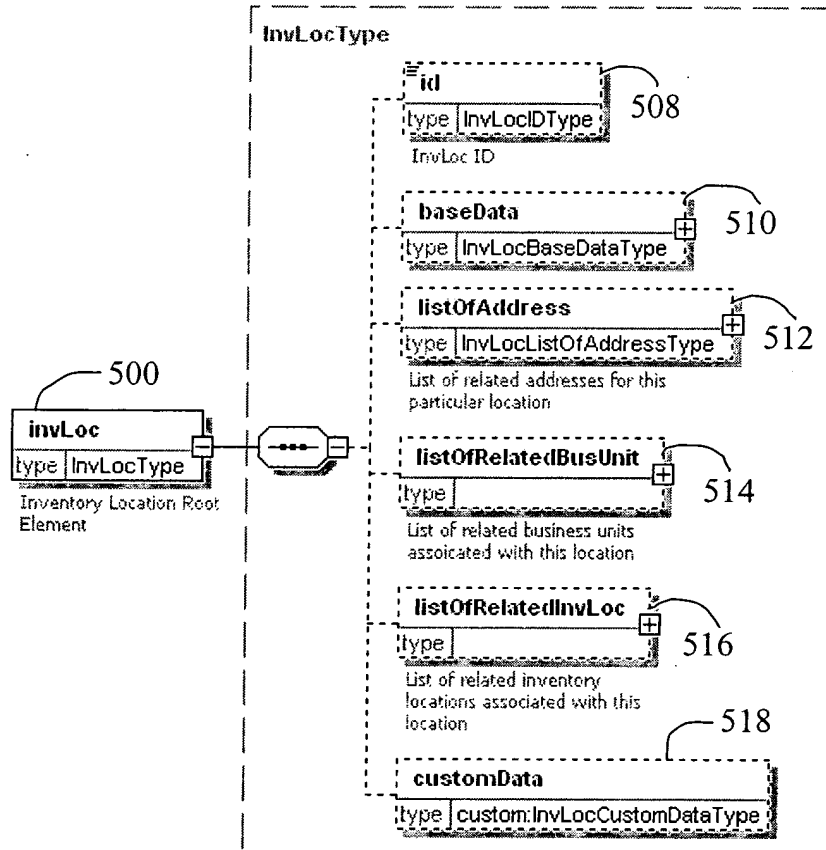 InvLocType
id
508
type InvLocIDType
InvLoc ID
baseData
510
type InvLocBaseDataType
listOfAddress
512
type InvLocListOfAddressType
List of related addresses for this
particular location
500
invLoc
type InvLocType
Inventory Location Root
Element
listOfRelatedBusUnit
514
type
List of related business units
assoicated with this location
listOfRelatedInvLoc
516
type
List of related inventory
locations associated with this
location
518
customData
type custom:InvLocCustomDataType